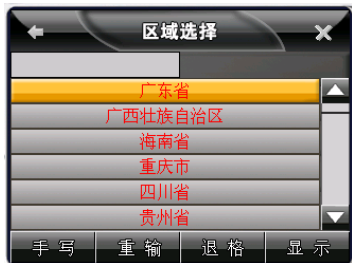 区域选择
广东省
广西壮族自治区
海南省
重庆市
四川省
贵州省
手写 重输 退格 显示